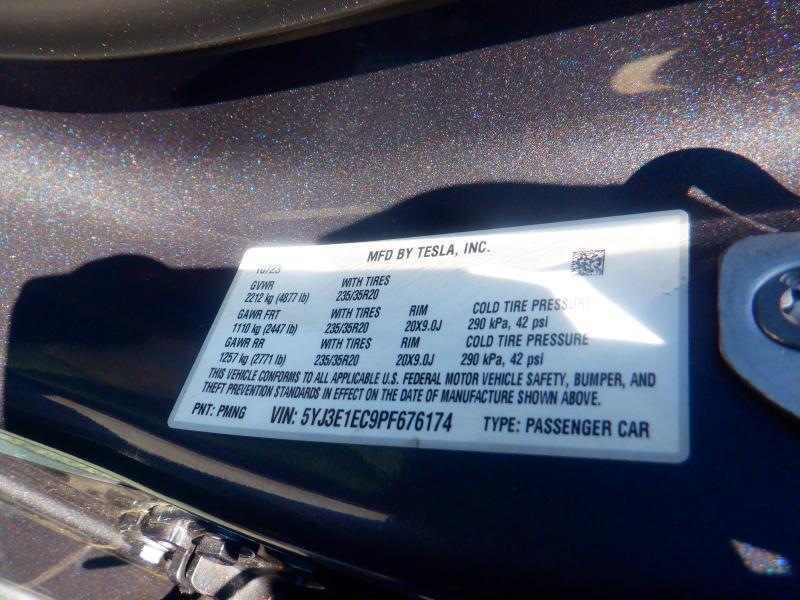 MFD BY TESLA, INC.
10/23
GVWR WITH TIRES
2212 kg (4877 lb) 235/35R20
GAWR FRT WITH TIRES RIM COLD TIRE PRESSURE
1110 kg (2447 lb) 235/35R20 20X9.0J 290 kPa, 42 psi
GAWR RR WITH TIRES RIM COLD TIRE PRESSURE
1257 kg (2771 lb) 235/35R20 20X9.0J 290 kPa, 42 psi
THIS VEHICLE CONFORMS TO ALL APPLICABLE U.S. FEDERAL MOTOR VEHICLE SAFETY, BUMPER, AND
THEFT PREVENTION STANDARDS IN EFFECT ON THE DATE OF MANUFACTURE SHOWN ABOVE.
PNT: PMNG VIN: 5YJ3E1EC9PF676174 TYPE: PASSENGER CAR